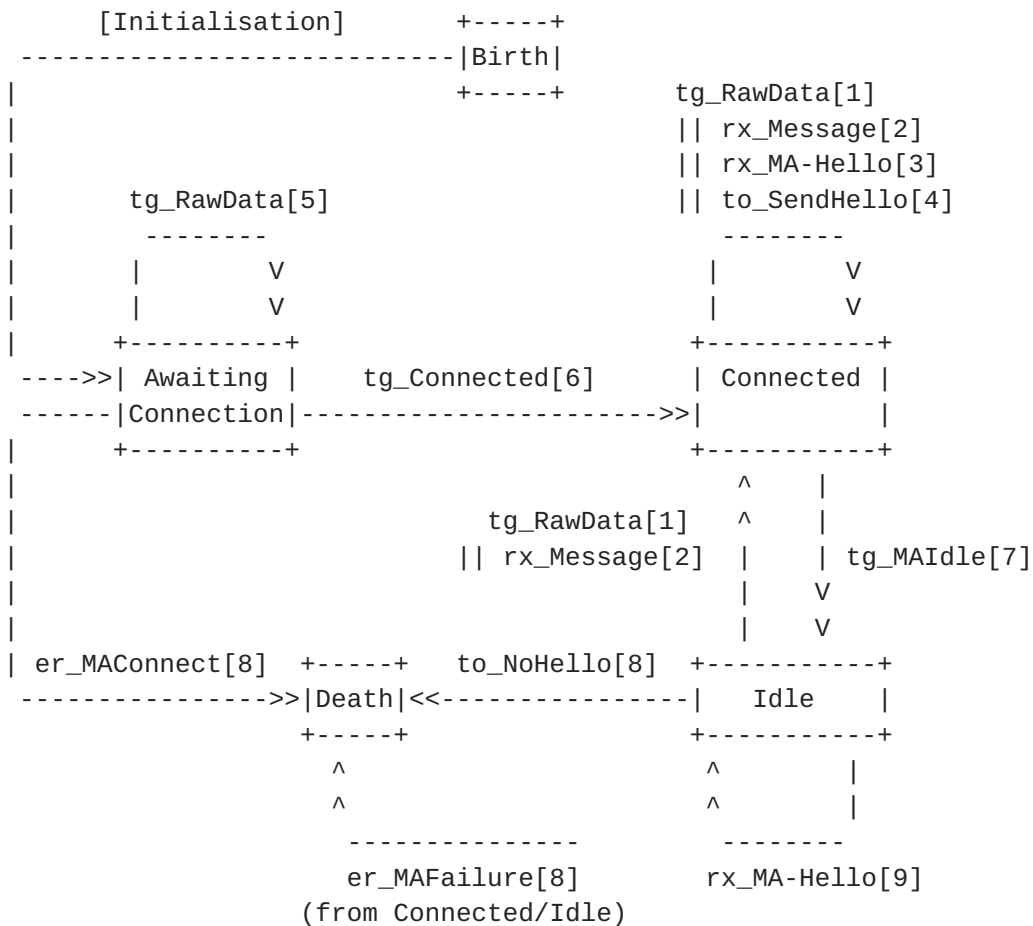 [Initialisation]
Birth
tg_RawData[1]
|| rx_Message[2]
|| rx_MA-Hello[3]
tg_RawData[5] || to_SendHello[4]
V V
V V
Awaiting tg_Connected[6] Connected
Connection
tg_RawData[1]
|| rx_Message[2] tg_MAIdle[7]
V
V
er_MAConnect[8] to_NoHello[8]
Death Idle
er_MAFailure[8] rx_MA-Hello[9]
(from Connected/Idle)